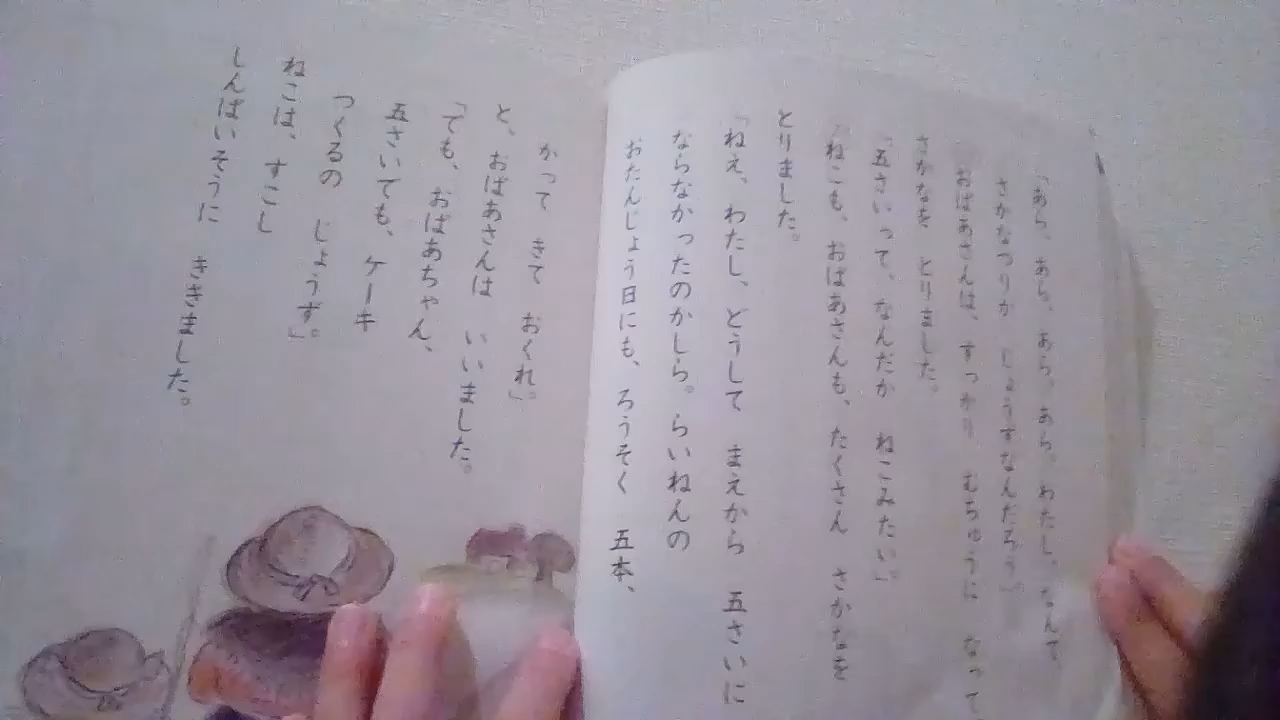 「あら、あら、あら、あら、あら。わたし、なんて
さかなつりが じょうずなんだろう」
おばあさんは、すっかり むちゅうに なって
さかなを とりました。
「五さいって、なんだか ねこみたい」
ねこも、おばあさんも、たくさん さかなを
とりました。
「ねえ、わたし、どうして まえから 五さいに
ならなかったのかしら。らいねんの
おたんじょう日にも、ろうそく 五本、
かって きて おくれ。」
と、おばあさんは いいました。
「でも、おばあちゃん、
五さいても、ケーキ
つくるの じょうず。」
ねこは、すこし
しんぱいそうに ききました。